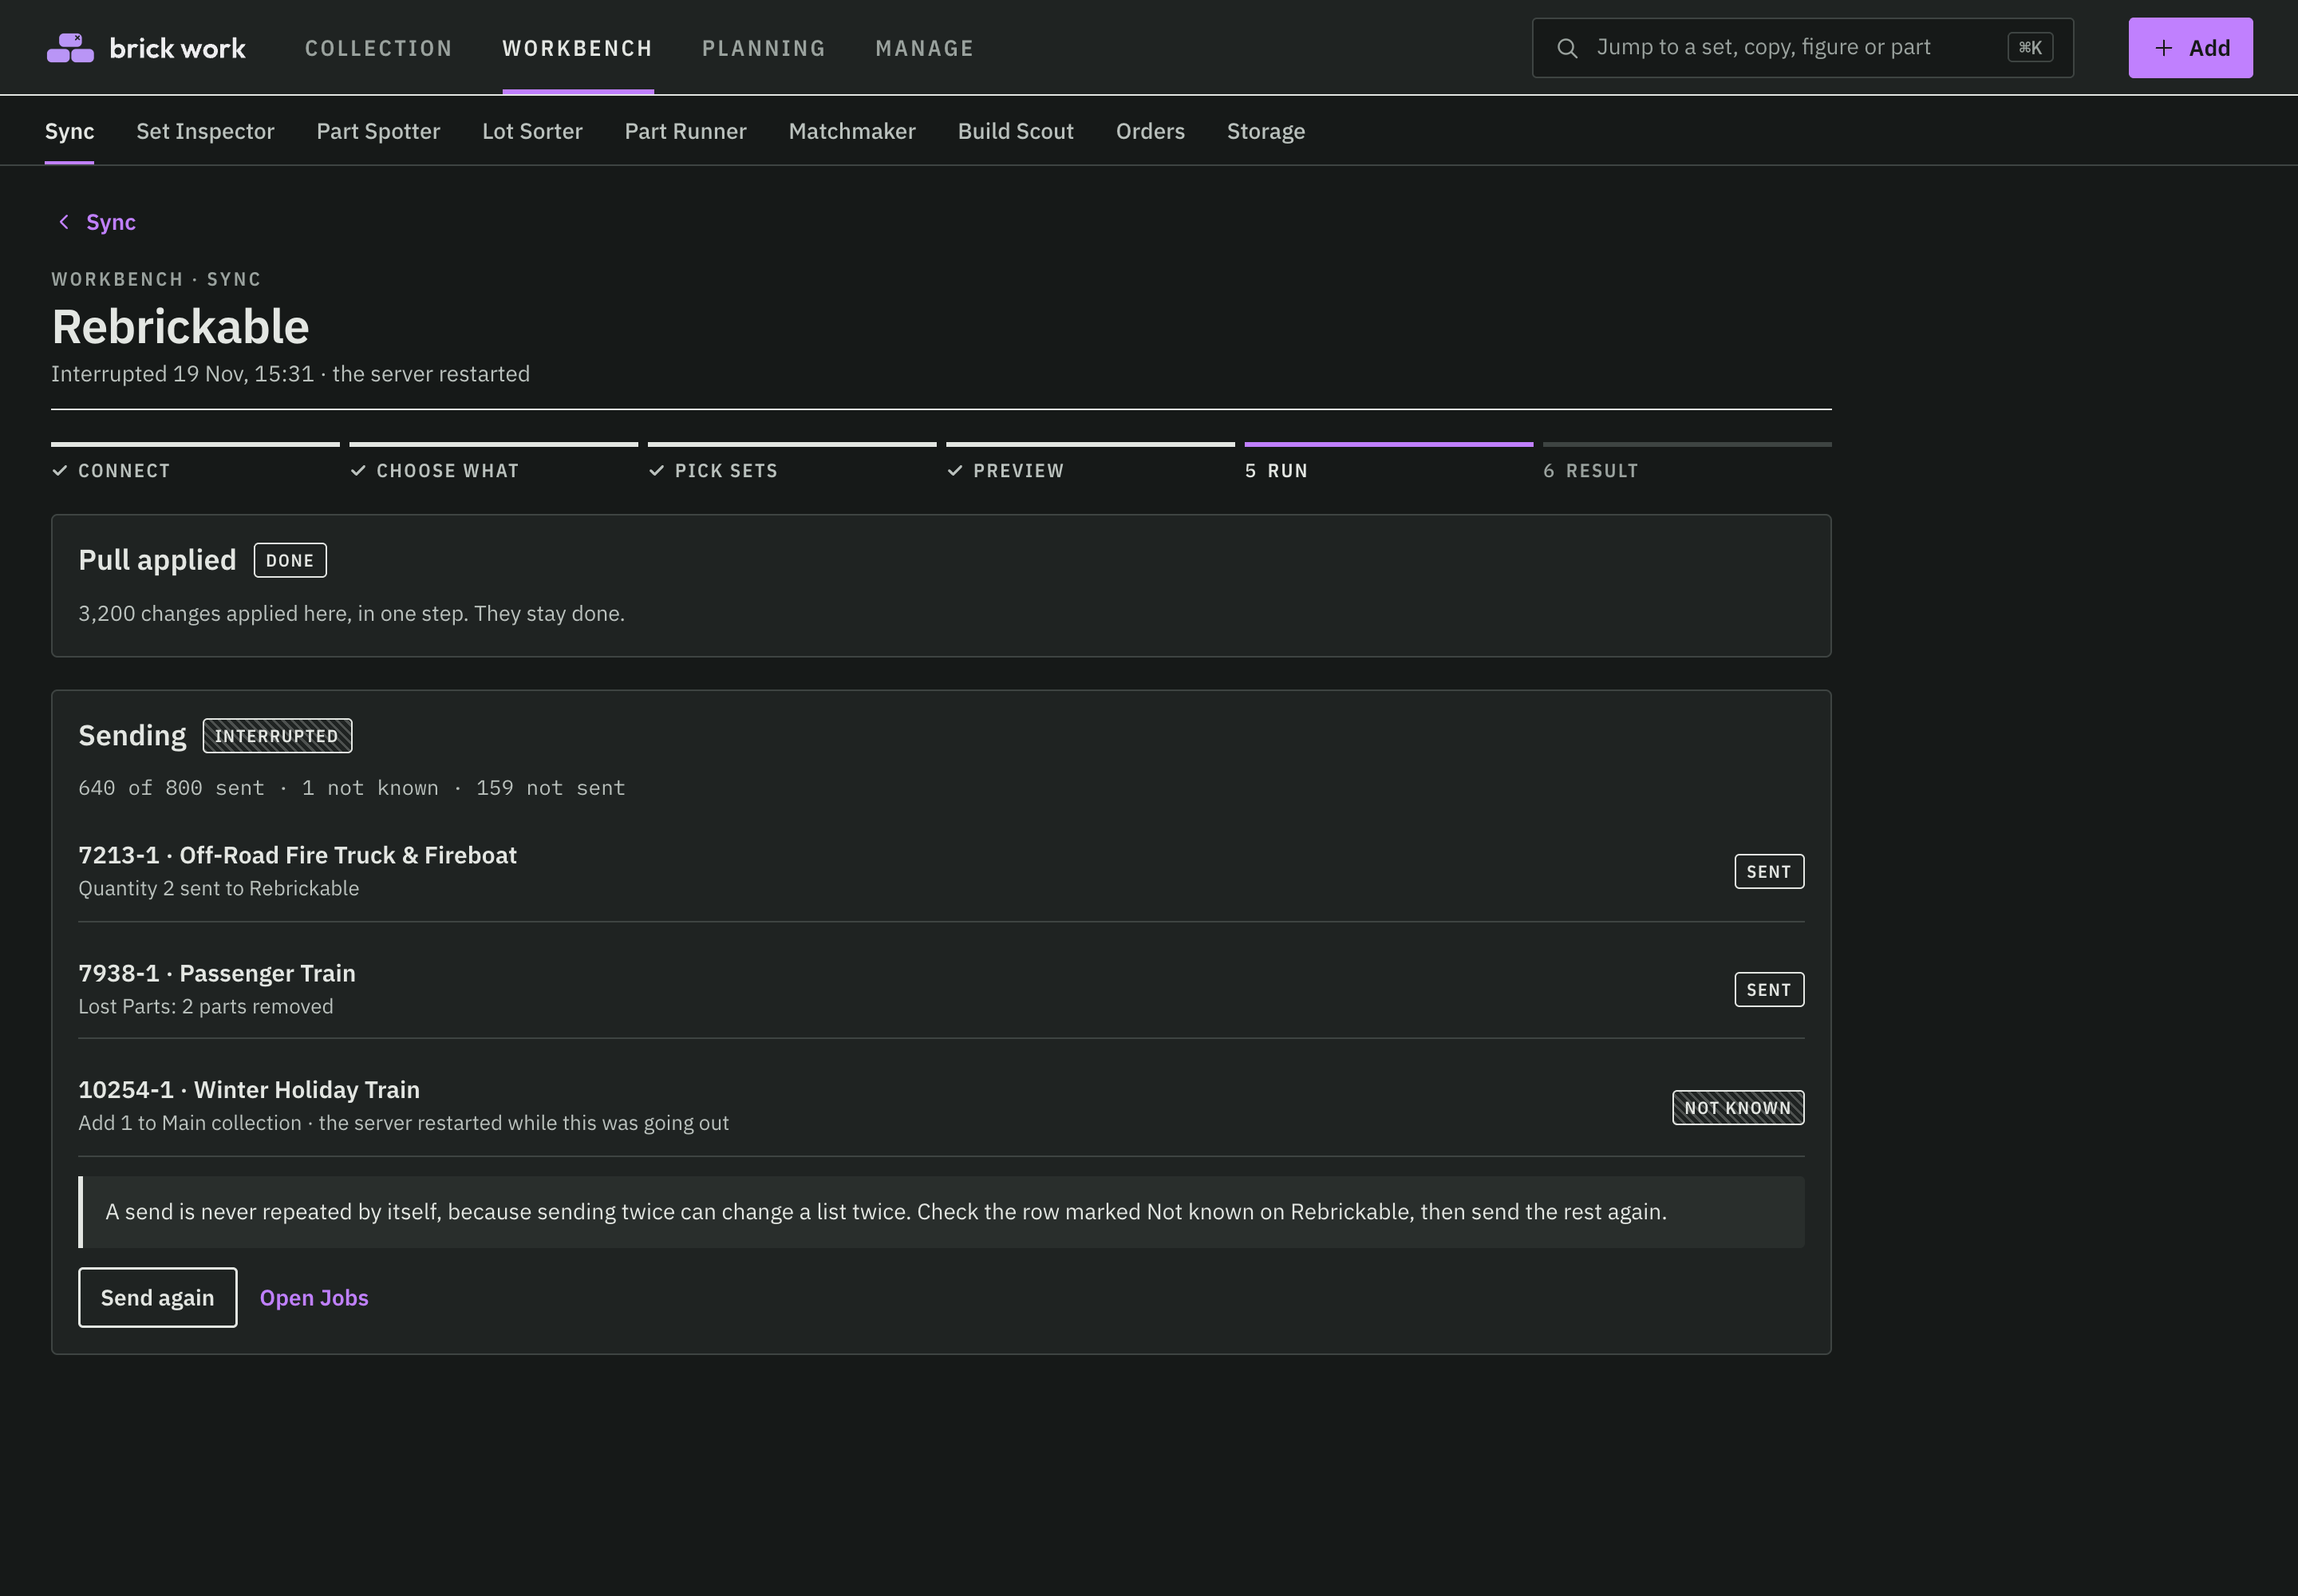 brick work
COLLECTION
WORKBENCH
PLANNING
MANAGE
Jump to a set, copy, figure or part
⌘K
+ Add
Sync
Set Inspector
Part Spotter
Lot Sorter
Part Runner
Matchmaker
Build Scout
Orders
Storage
Sync
WORKBENCH · SYNC
Rebrickable
Interrupted 19 Nov, 15:31 · the server restarted
CONNECT
CHOOSE WHAT
PICK SETS
PREVIEW
5 RUN
6 RESULT
Pull applied DONE
3,200 changes applied here, in one step. They stay done.
Sending INTERRUPTED
640 of 800 sent · 1 not known · 159 not sent
7213-1 · Off-Road Fire Truck & Fireboat
Quantity 2 sent to Rebrickable
SENT
7938-1 · Passenger Train
Lost Parts: 2 parts removed
SENT
10254-1 · Winter Holiday Train
Add 1 to Main collection · the server restarted while this was going out
NOT KNOWN
A send is never repeated by itself, because sending twice can change a list twice. Check the row marked Not known on Rebrickable, then send the rest again.
Send again
Open Jobs